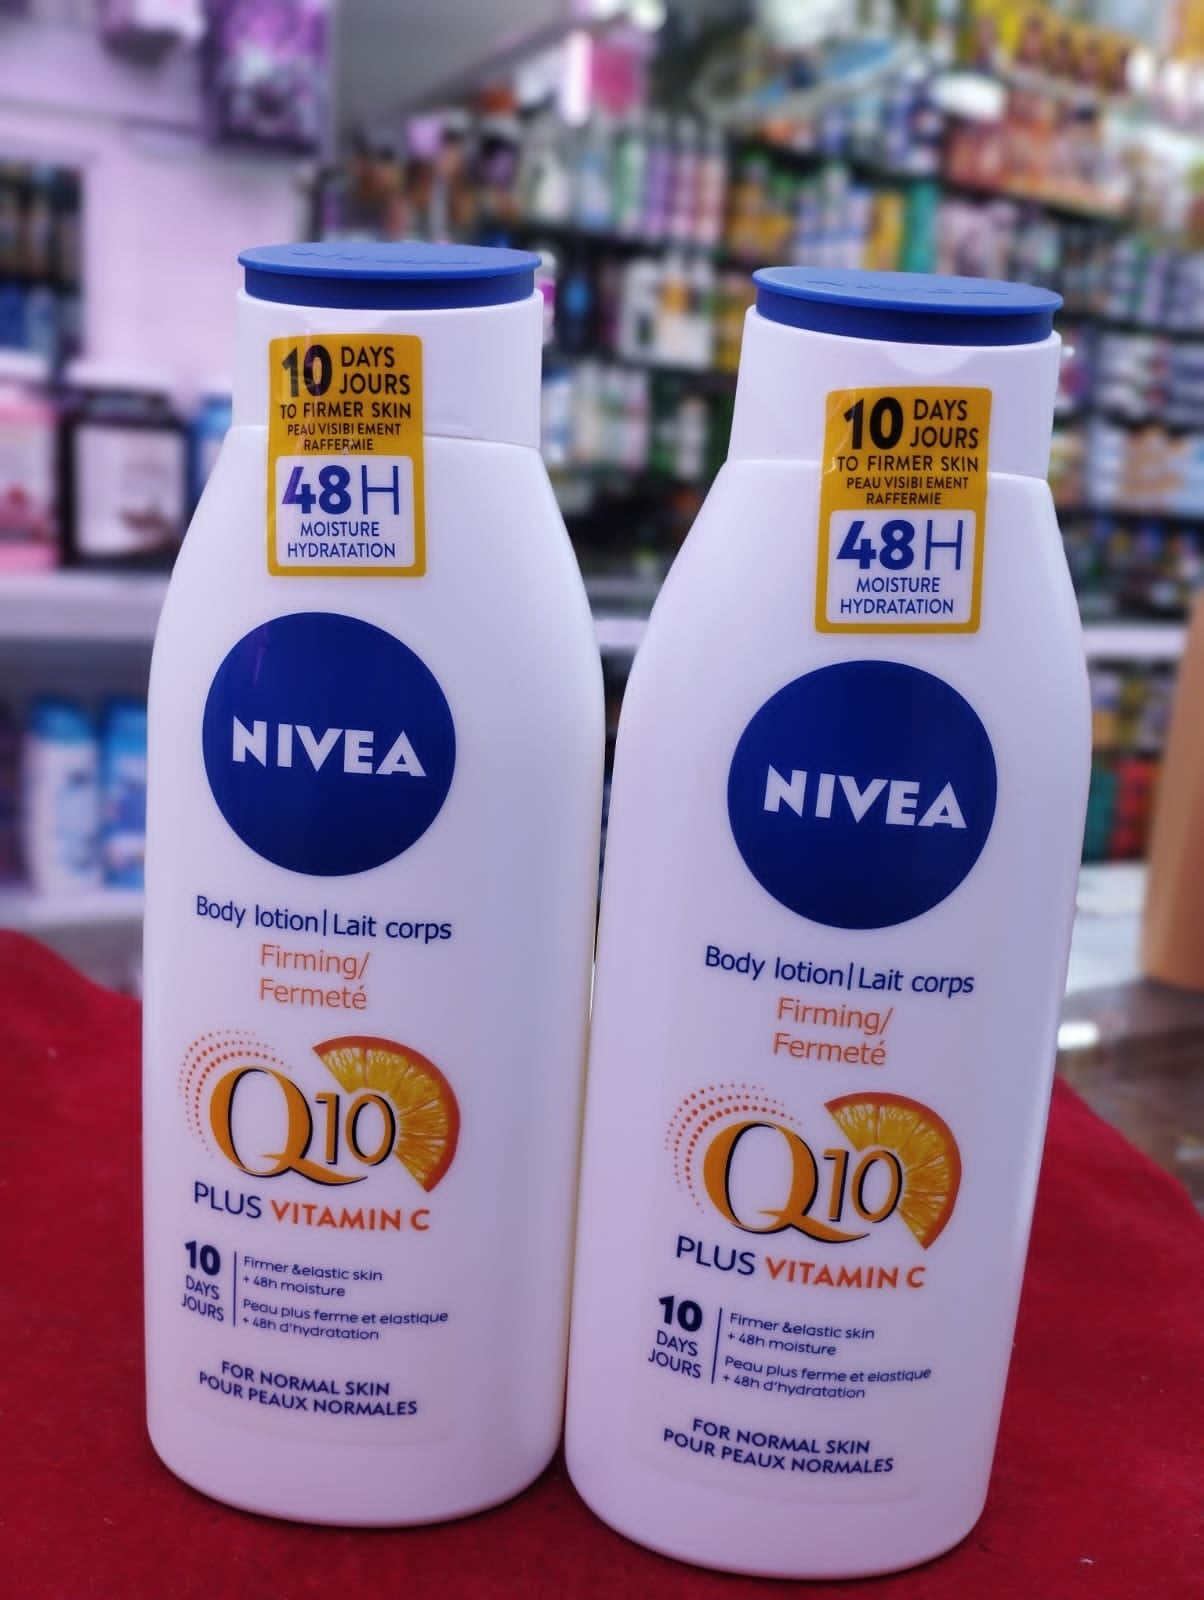 10 DAYS
JOURS
TO FIRMER SKIN
PEAU VISIBIEMENT
RAFFERMIE
48H
MOISTURE
HYDRATATION
NIVEA
Body lotion|Lait corps
Firming/
Fermeté
Q10
PLUS VITAMIN C
10
DAYS
JOURS
Firmer &elastic skin
+ 48h moisture
Peau plus ferme et elastique
+ 48h d'hydratation
FOR NORMAL SKIN
POUR PEAUX NORMALES
10 DAYS
JOURS
TO FIRMER SKIN
PEAU VISIBIEMENT
RAFFERMIE
48H
MOISTURE
HYDRATATION
NIVEA
Body lotion|Lait corps
Firming/
Fermeté
Q10
PLUS VITAMIN C
10
DAYS
JOURS
Firmer &elastic skin
+ 48h moisture
Peau plus ferme et elastique
+ 48h d'hydratation
FOR NORMAL SKIN
POUR PEAUX NORMALES